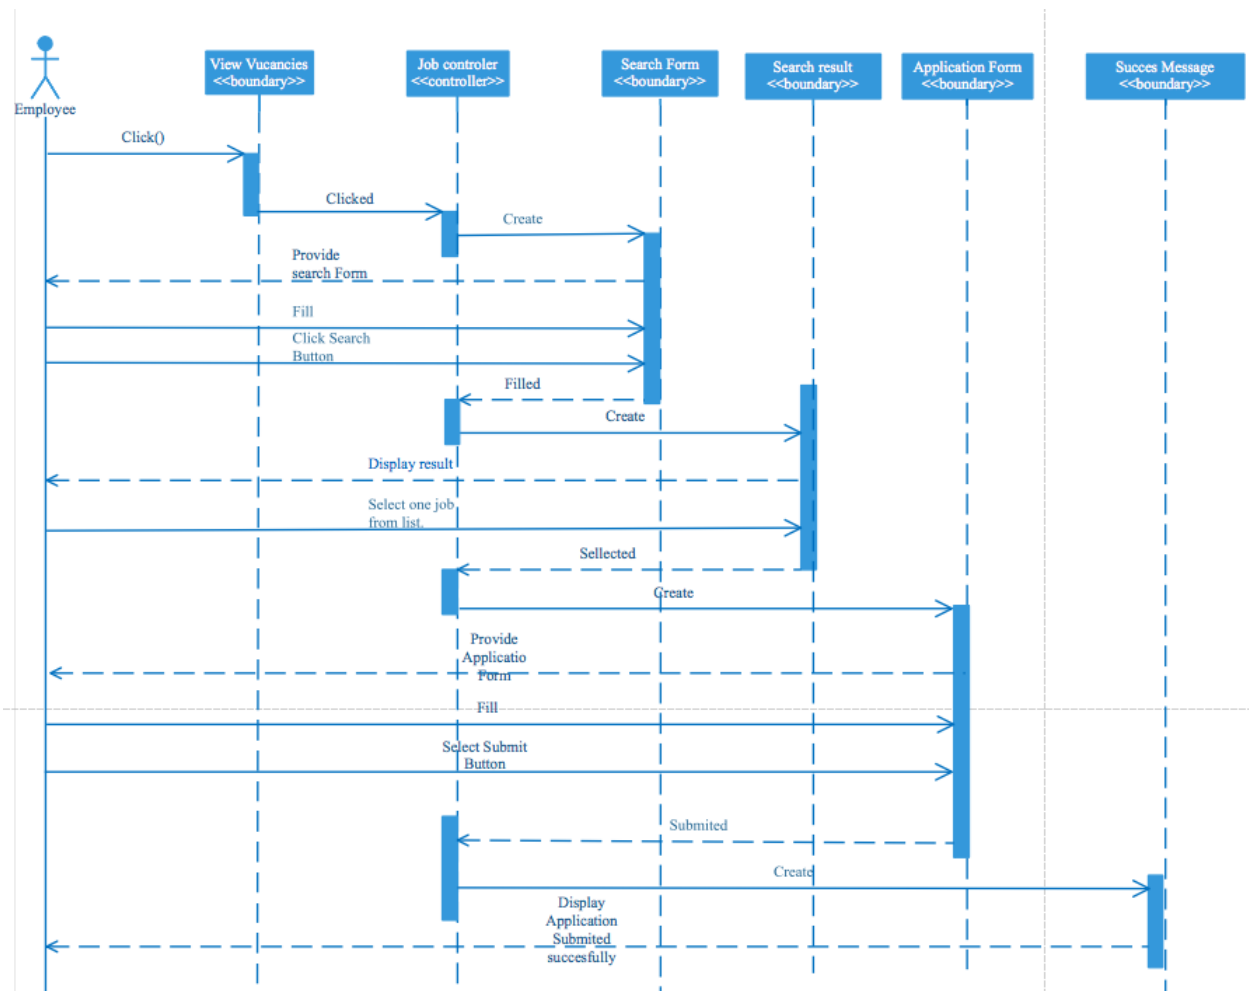 Employee
View Vucancies
<<boundary>>
Job controler
<<controller>>
Search Form
<<boundary>>
Search result
<<boundary>>
Application Form
<<boundary>>
Succes Message
<<boundary>>
Click()
Clicked
Create
Provide
search Form
Fill
Click Search
Button
Filled
Create
Display result
Select one job
from list.
Sellected
Create
Provide
Applicatio
Form
Fill
Select Submit
Button
Submited
Create
Display
Application
Submited
succesfully